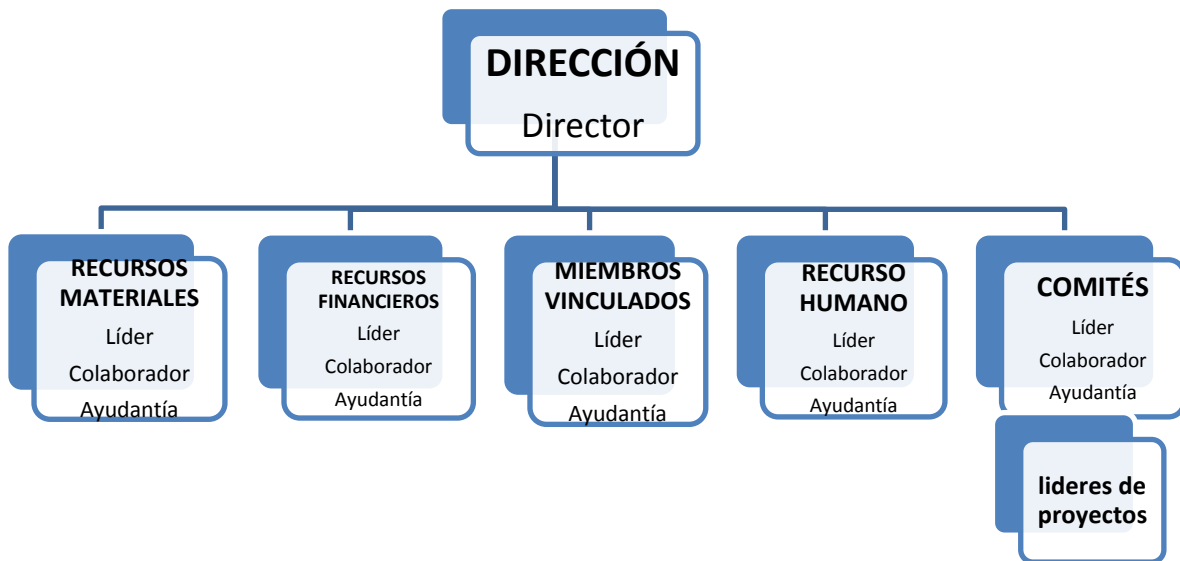 DIRECCIÓN
Director
RECURSOS
MATERIALES
Líder
Colaborador
Ayudantía
RECURSOS
FINANCIEROS
Líder
Colaborador
Ayudantía
MIEMBROS
VINCULADOS
Líder
Colaborador
Ayudantía
RECURSO
HUMANO
Líder
Colaborador
Ayudantía
COMITÉS
Líder
Colaborador
Ayudantía
lideres de
proyectos